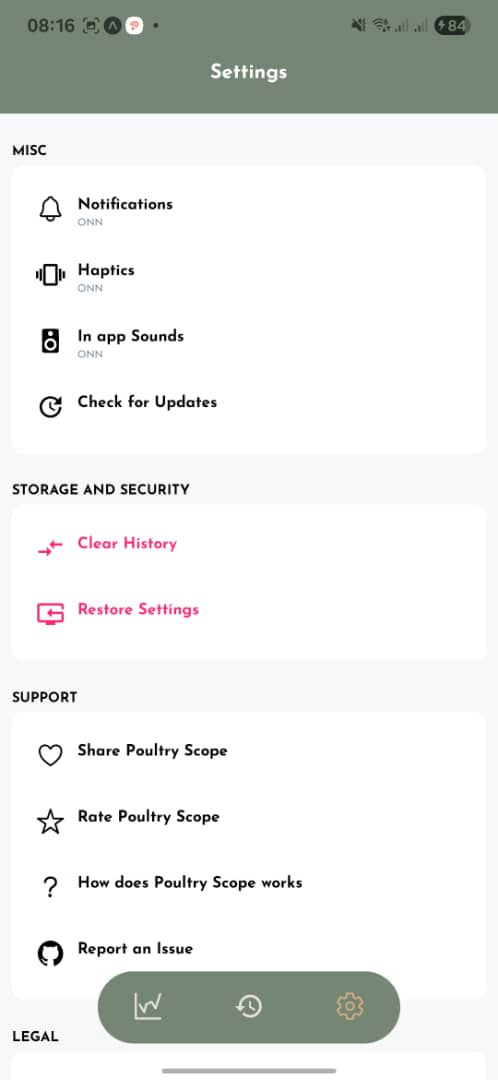 08:16
84
Settings
MISC
Notifications
ONN
Haptics
ONN
In app Sounds
ONN
Check for Updates
STORAGE AND SECURITY
Clear History
Restore Settings
SUPPORT
Share Poultry Scope
Rate Poultry Scope
How does Poultry Scope works
Report an Issue
LEGAL